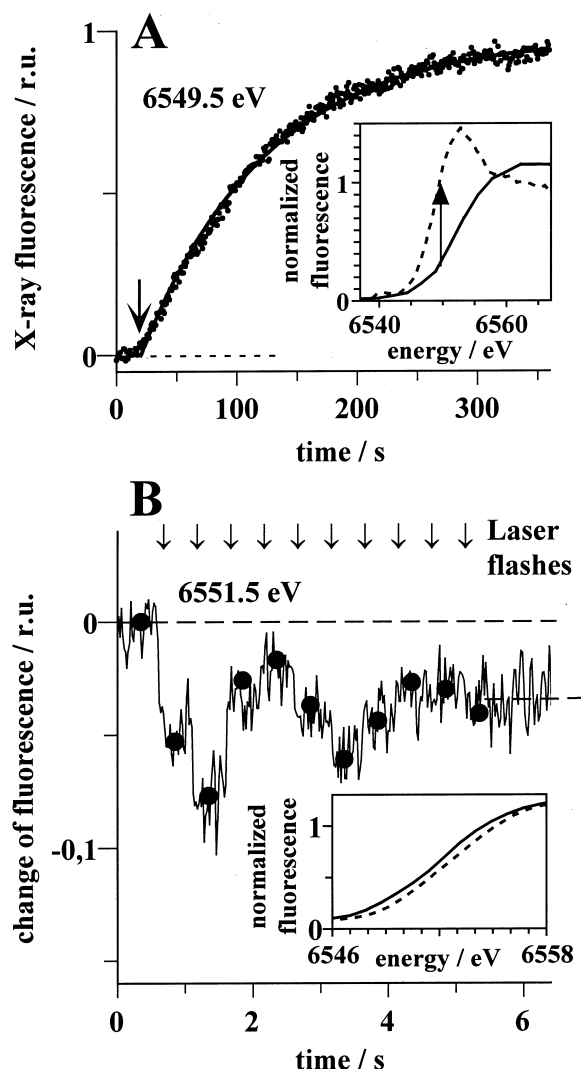 A
1
6549.5 eV
X-ray fluorescence / r.u.
normalized
fluorescence
1
0
6540
6560
energy / eV
0
0
100
200
300
time / s
B
Laser
flashes
6551.5 eV
0
change of fluorescence / r.u.
-0,1
normalized
fluorescence
1
0
6546
6558
energy / eV
0
2
4
6
time / s